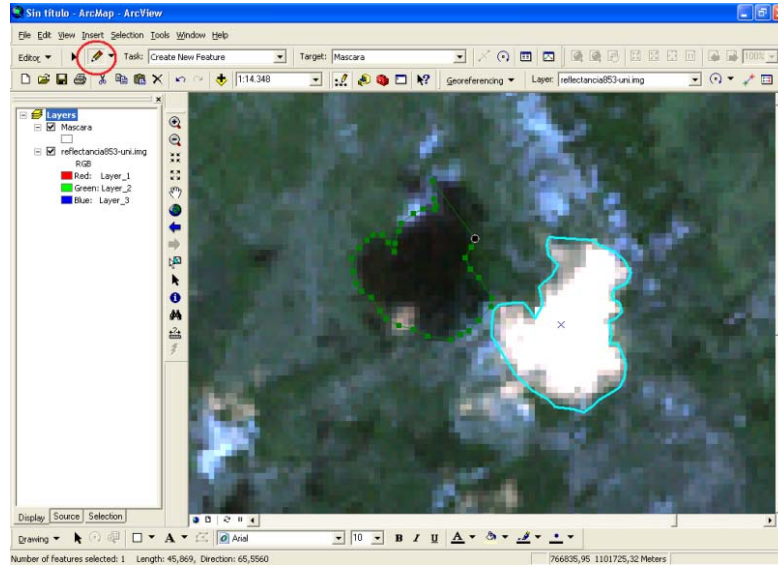 Sin título - ArcMap - ArcView
File Edit View Insert Selection Tools Window Help
Editor Task: Create New Feature Target: Mascara 100%
1:14.348 Georeferencing Layer: reflectancia853-uni.img
Layers
Mascara
reflectancia853-uni.img
RGB
Red: Layer_1
Green: Layer_2
Blue: Layer_3
Display Source Selection
Drawing A Arial 10 B I U A
Number of features selected: 1 Length: 45,869, Direction: 65,5560 766835,95 1101725,32 Meters